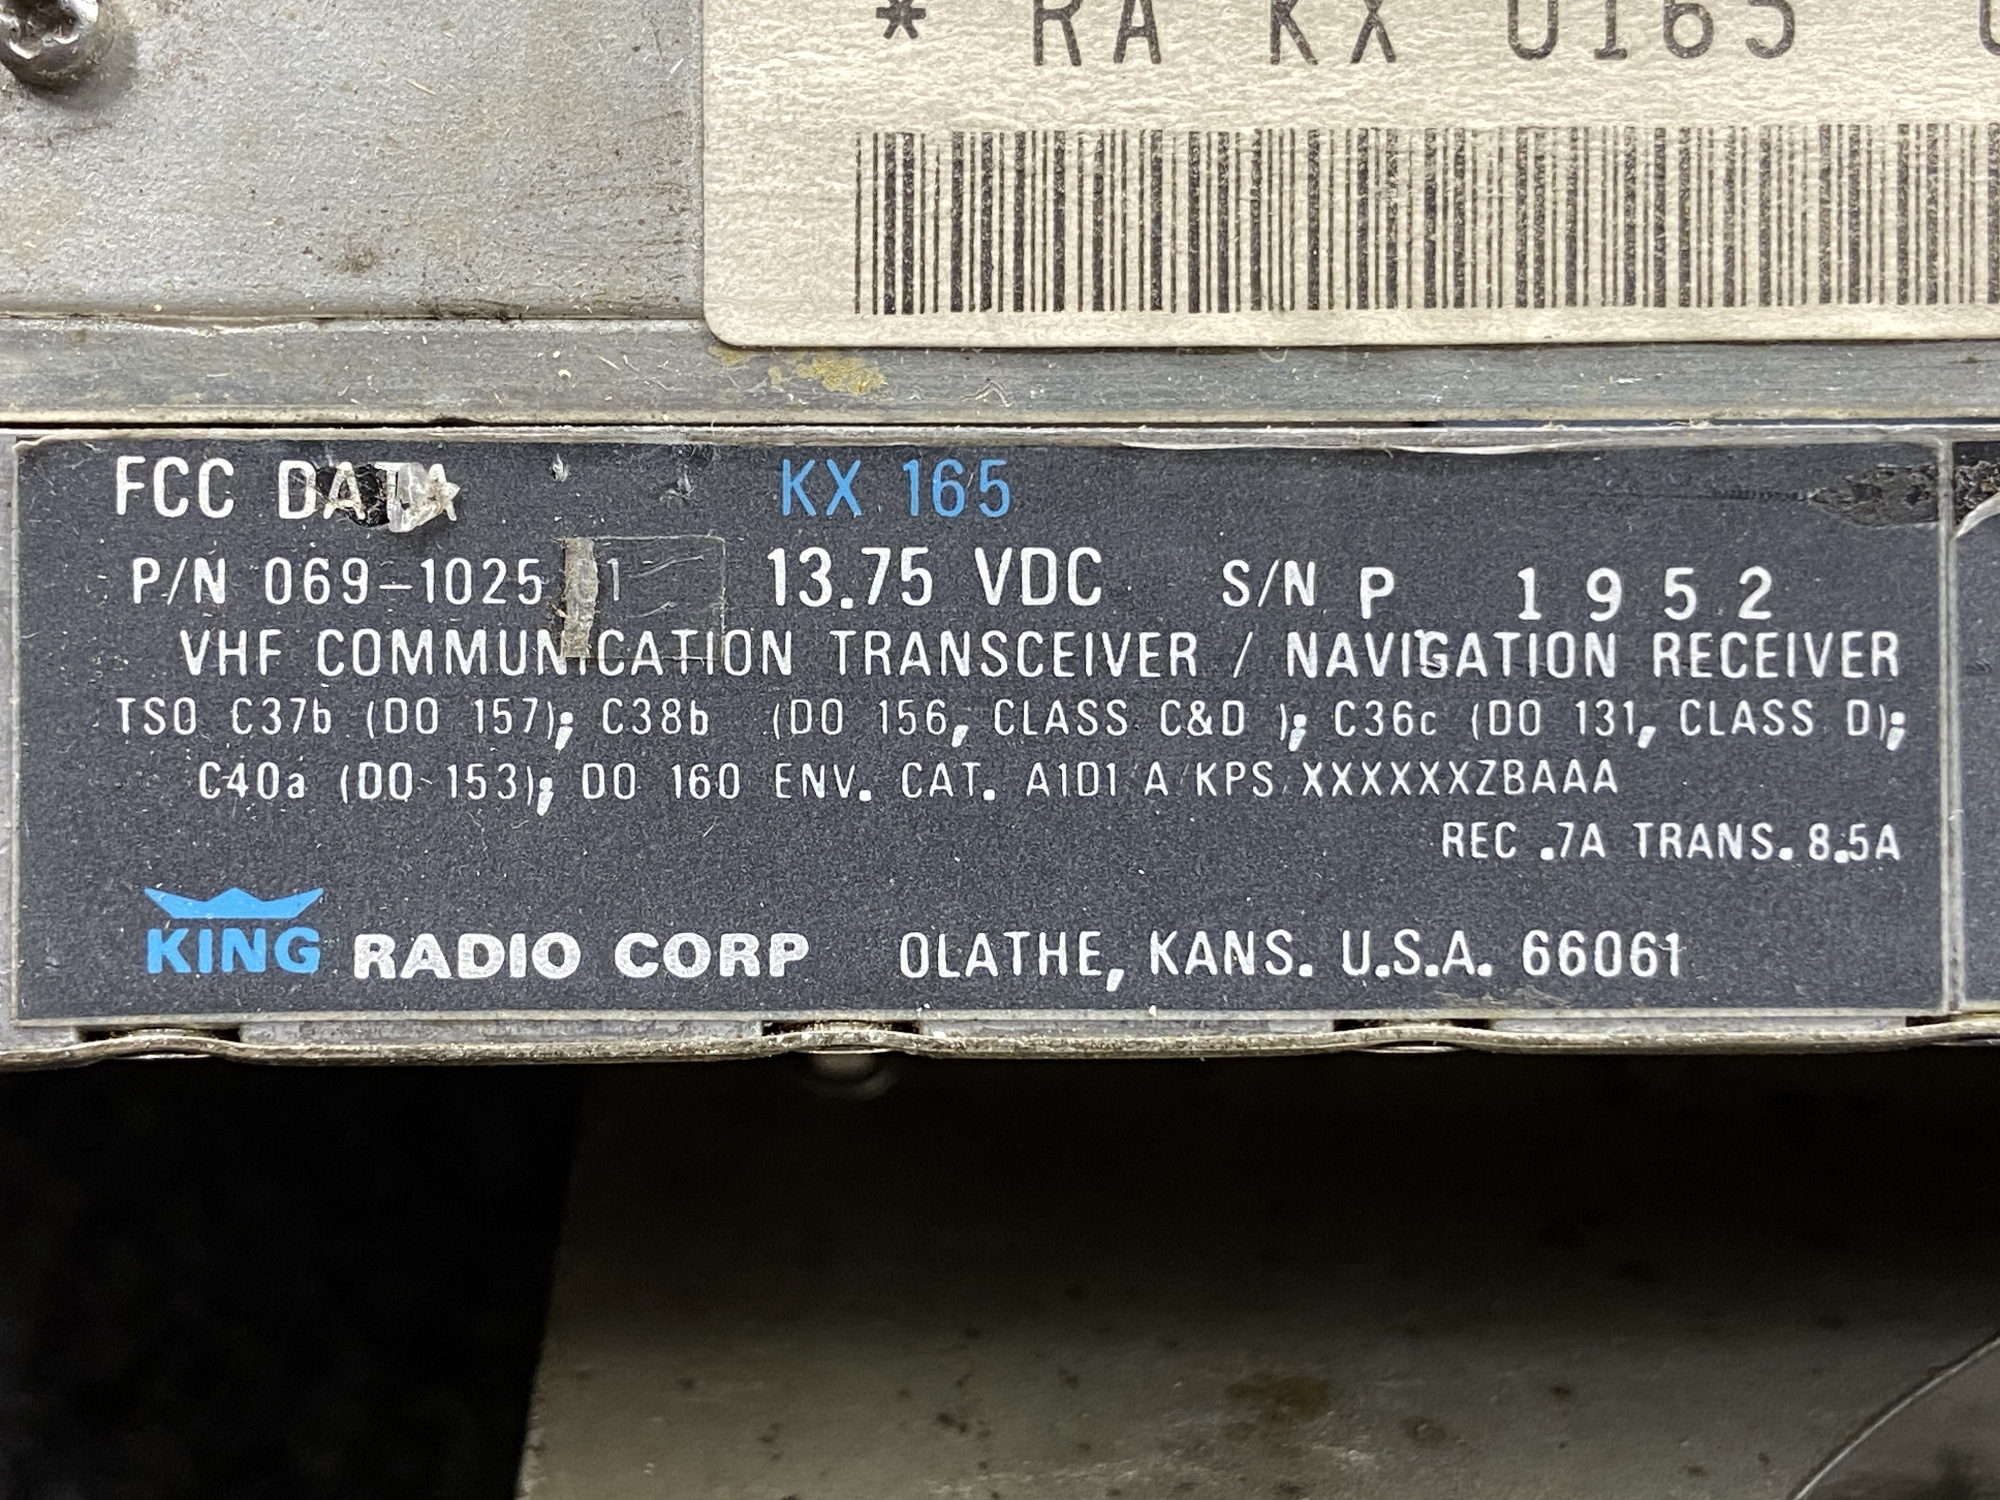 * RA KX 0165
FCC DATA KX 165
P/N 069-1025 1 13.75 VDC S/N P 1952
VHF COMMUNICATION TRANSCEIVER / NAVIGATION RECEIVER
TSO C37b (DO 157); C38b (DO 156, CLASS C&D ); C36c (DO 131, CLASS D);
C40a (DO 153); DO 160 ENV. CAT. A1D1 A KPS XXXXXXZBAAA
REC .7A TRANS. 8.5A
KING RADIO CORP OLATHE, KANS. U.S.A. 66061